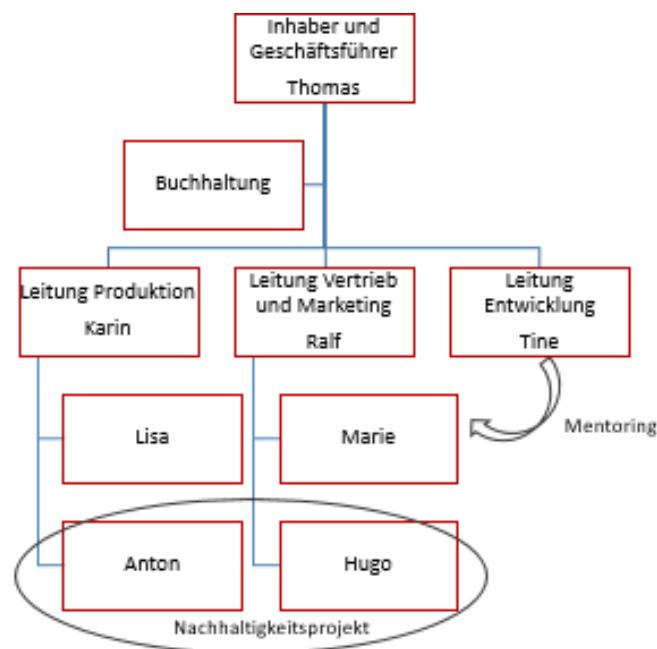 Inhaber und
Geschäftsführer
Thomas
Buchhaltung
Leitung Produktion
Karin
Leitung Vertrieb
und Marketing
Ralf
Leitung
Entwicklung
Tine
Lisa
Marie
Mentoring
Anton
Hugo
Nachhaltigkeitsprojekt